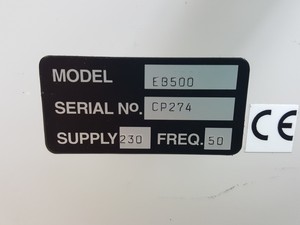 MODEL EB500
SERIAL No. CP274
SUPPLY 230 FREQ. 50
CE